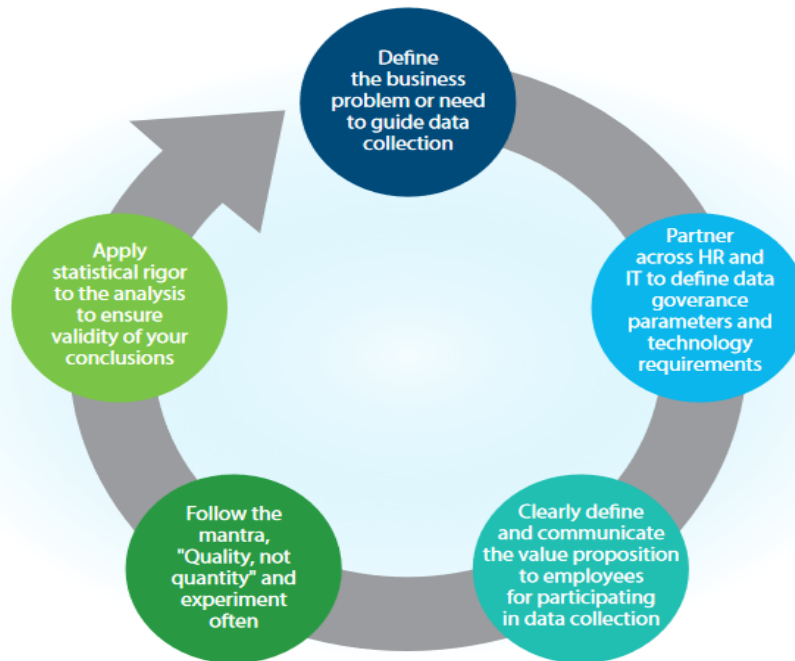 Define
the business
problem or need
to guide data
collection
Partner
across HR and
IT to define data
goverance
parameters and
technology
requirements
Clearly define
and communicate
the value proposition
to employees
for participating
in data collection
Follow the
mantra,
"Quality, not
quantity" and
experiment
often
Apply
statistical rigor
to the analysis
to ensure
validity of your
conclusions